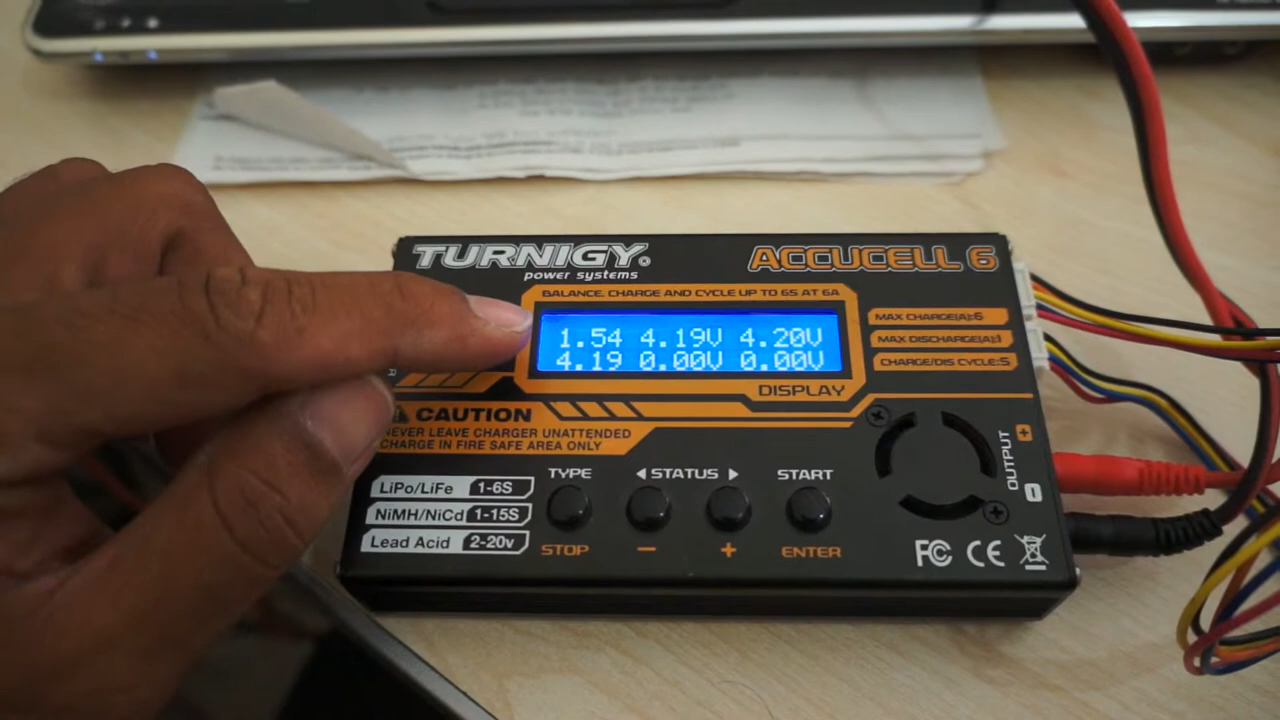 TURNIGY®
power systems
ACCUCELL 6
BALANCE, CHARGE AND CYCLE UP TO 6S AT 6A
1.54 4.19V 4.20V
4.19 0.00V 0.00V
DISPLAY
MAX CHARGE(A):6
MAX DISCHARGE(A):1
CHARGE/DIS CYCLE:5
CAUTION
NEVER LEAVE CHARGER UNATTENDED
CHARGE IN FIRE SAFE AREA ONLY
LiPo/LiFe 1-6S
NiMH/NiCd 1-15S
Lead Acid 2-20v
TYPE ◀ STATUS ▶ START
STOP − + ENTER
OUTPUT
+
−
FC CE